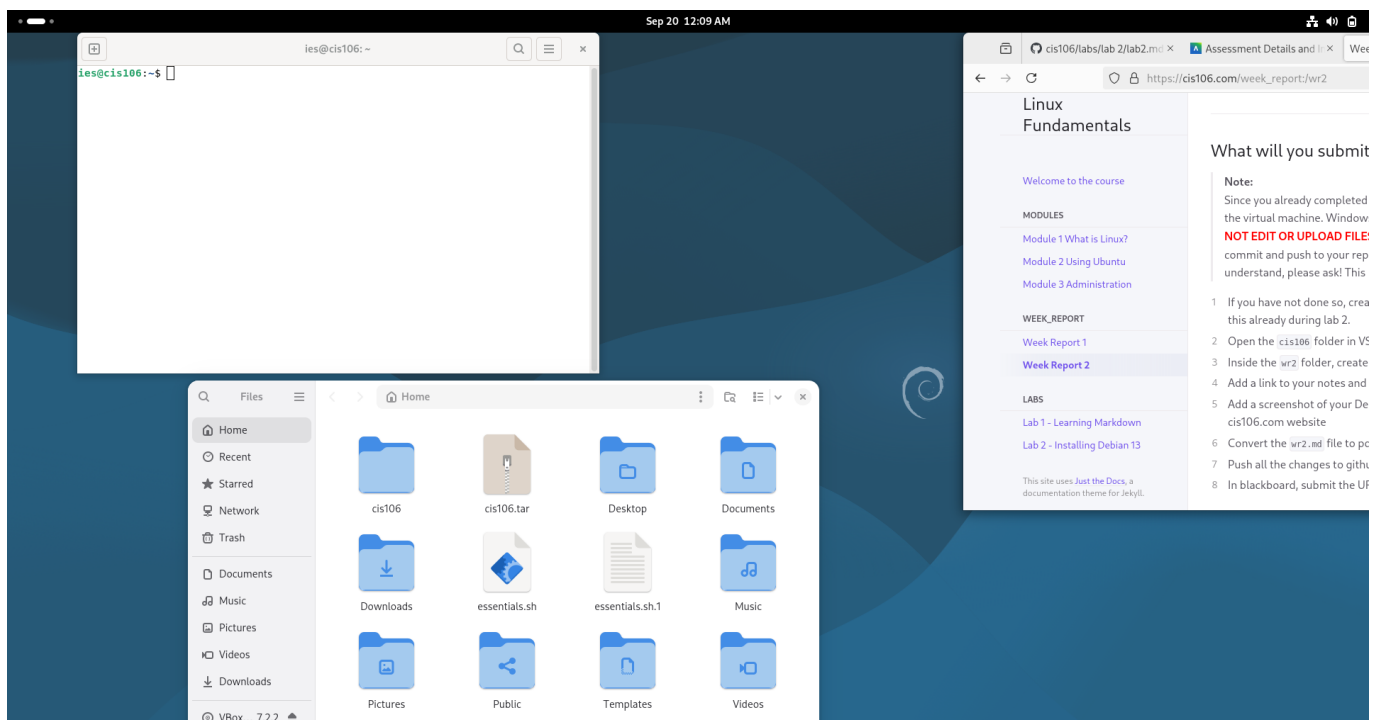 Sep 20 12:09 AM
ies@cis106: ~
ies@cis106:~$
cis106/labs/lab 2/lab2.md
Assessment Details and
https://cis106.com/week_report:/wr2
Linux
Fundamentals
Welcome to the course
MODULES
Module 1 What is Linux?
Module 2 Using Ubuntu
Module 3 Administration
WEEK_REPORT
Week Report 1
Week Report 2
LABS
Lab 1 - Learning Markdown
Lab 2 - Installing Debian 13
This site uses Just the Docs, a
documentation theme for Jekyll.
What will you submit
Note:
Since you already completed
the virtual machine.
NOT EDIT OR UPLOAD
commit and push to your
understand, please ask! This
1 If you have not done so,
this already during lab 2.
2 Open the cis106 folder in
3 Inside the wr2 folder, create
4 Add a link to your notes and
5 Add a screenshot of your
cis106.com website
6 Convert the wr2.md file to
7 Push all the changes to
8 In blackboard, submit the
Files
Home
Home
Recent
Starred
Network
Trash
Documents
Music
Pictures
Videos
Downloads
VBox 7.2.2
cis106
cis106.tar
Desktop
Documents
Downloads
essentials.sh
essentials.sh.1
Music
Pictures
Public
Templates
Videos